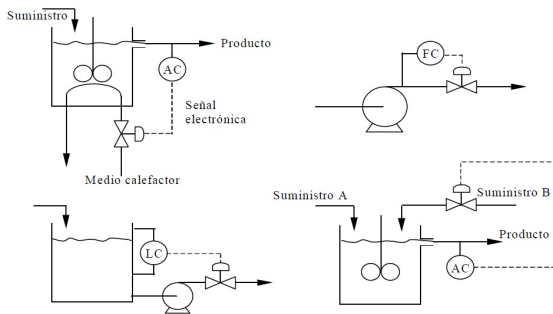 Suministro
Producto
AC
Señal
electrónica
Medio calefactor
FC
LC
Suministro A
Suministro B
Producto
AC